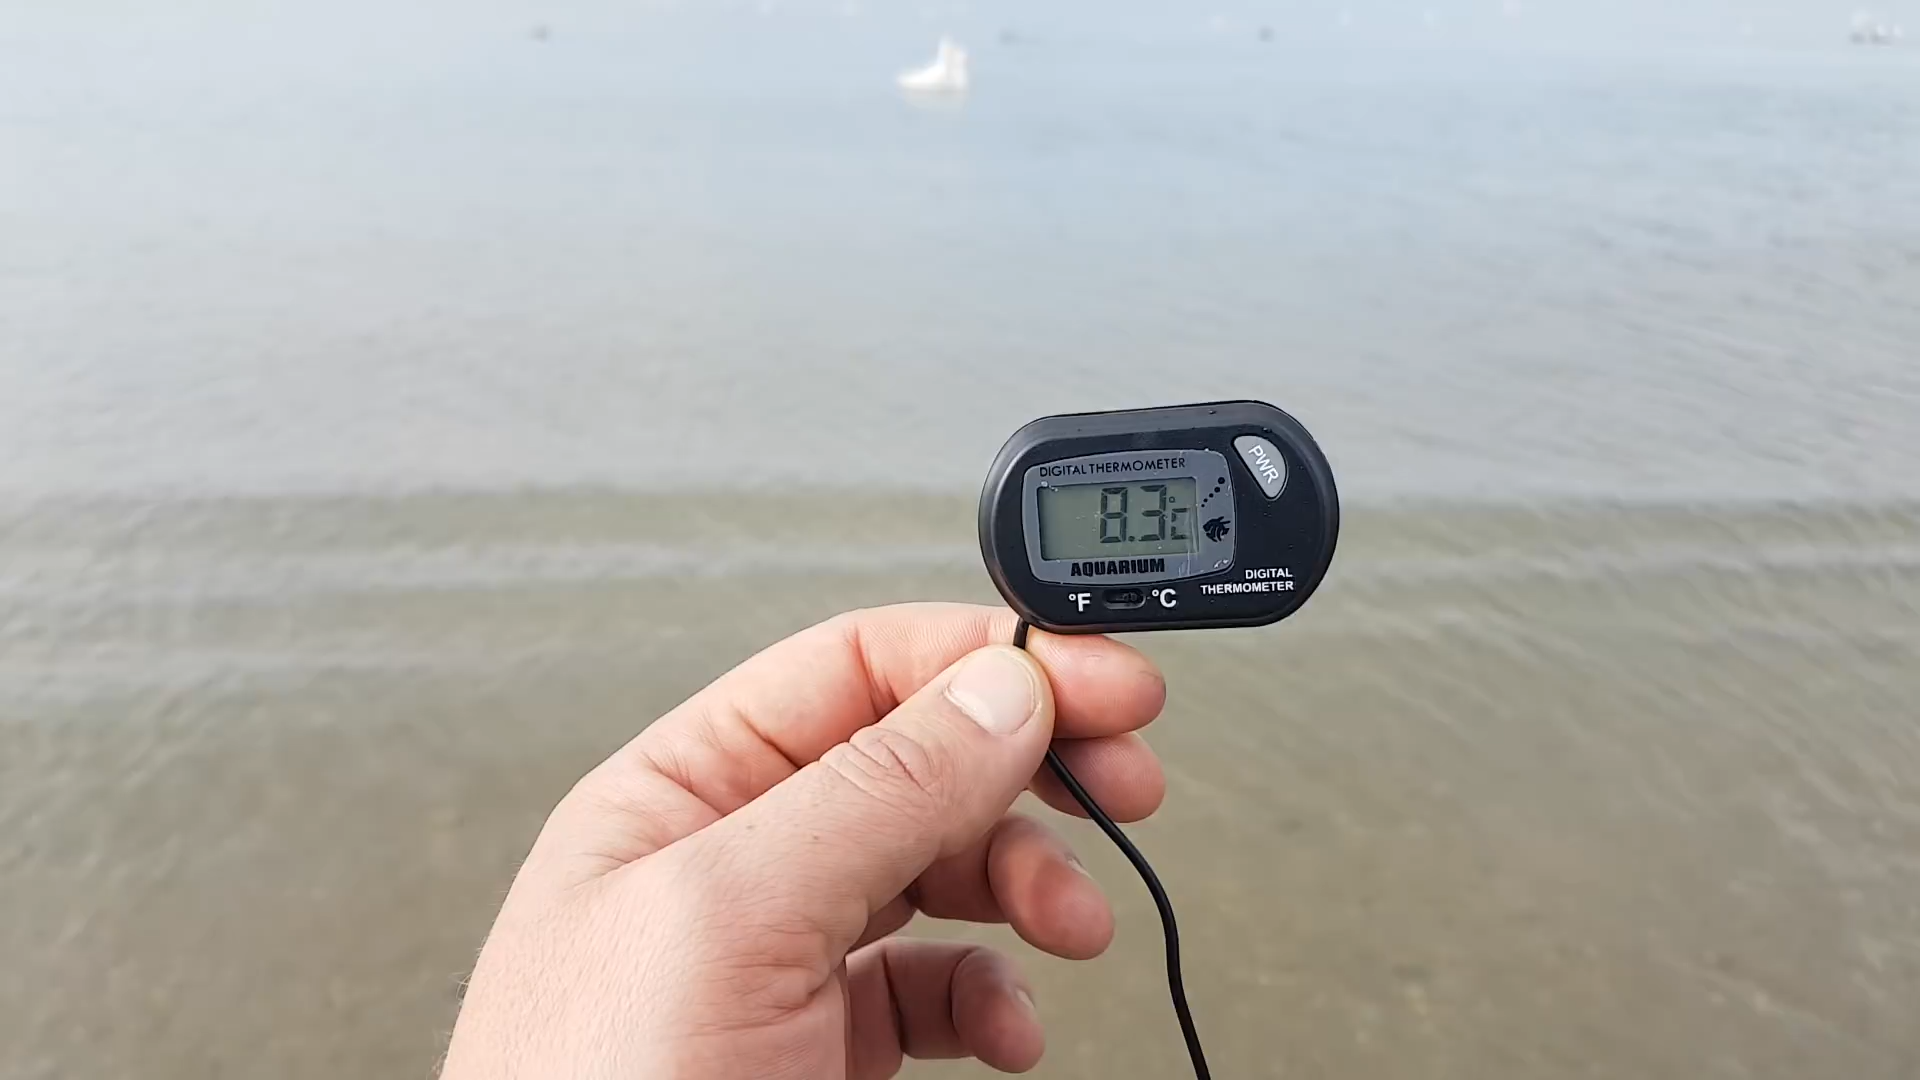 DIGITAL THERMOMETER
PWR
8.3°C
AQUARIUM
DIGITAL
THERMOMETER
°F °C